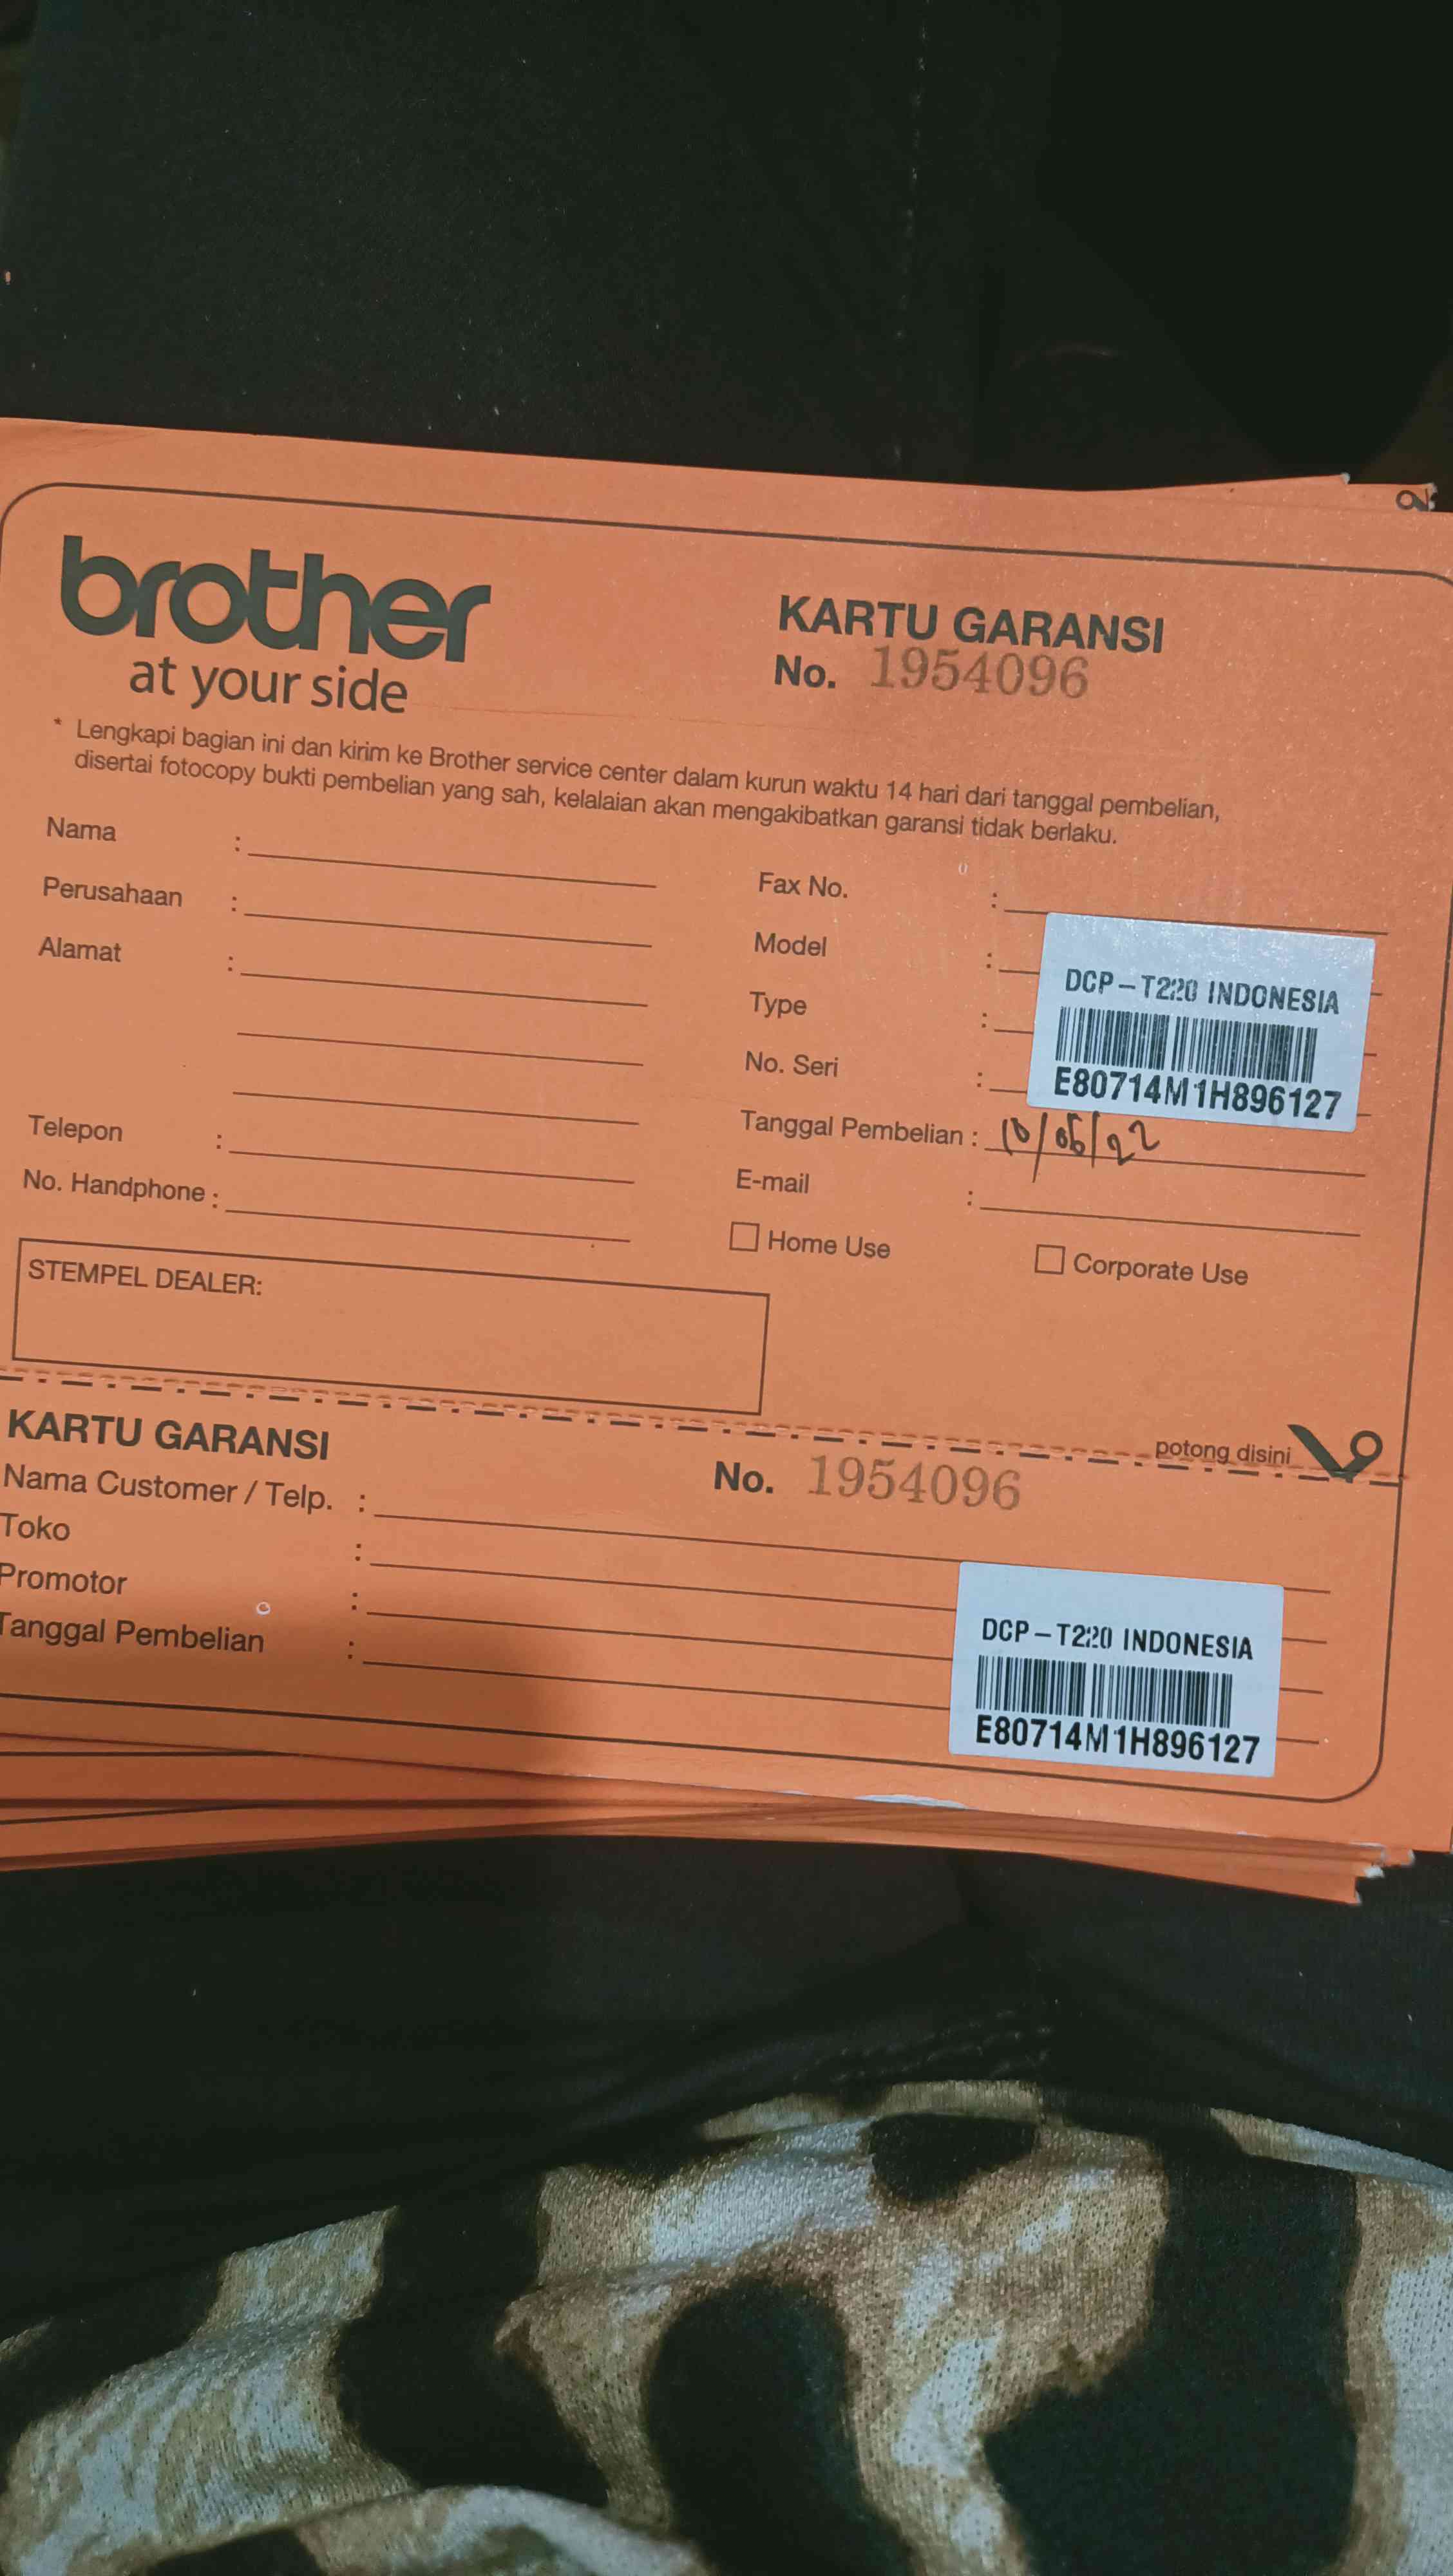 brother
at your side
KARTU GARANSI
No. 1954096
* Lengkapi bagian ini dan kirim ke Brother service center dalam kurun waktu 14 hari dari tanggal pembelian,
disertai fotocopy bukti pembelian yang sah, kelalaian akan mengakibatkan garansi tidak berlaku.
Nama :
Perusahaan :
Alamat :
Telepon :
No. Handphone :
Fax No. :
Model :
Type :
No. Seri :
DCP-T220 INDONESIA
E80714M1H896127
Tanggal Pembelian : 10/06/22
E-mail :
Home Use
Corporate Use
STEMPEL DEALER:
potong disini
KARTU GARANSI
No. 1954096
Nama Customer / Telp. :
Toko :
Promotor :
Tanggal Pembelian :
DCP-T220 INDONESIA
E80714M1H896127